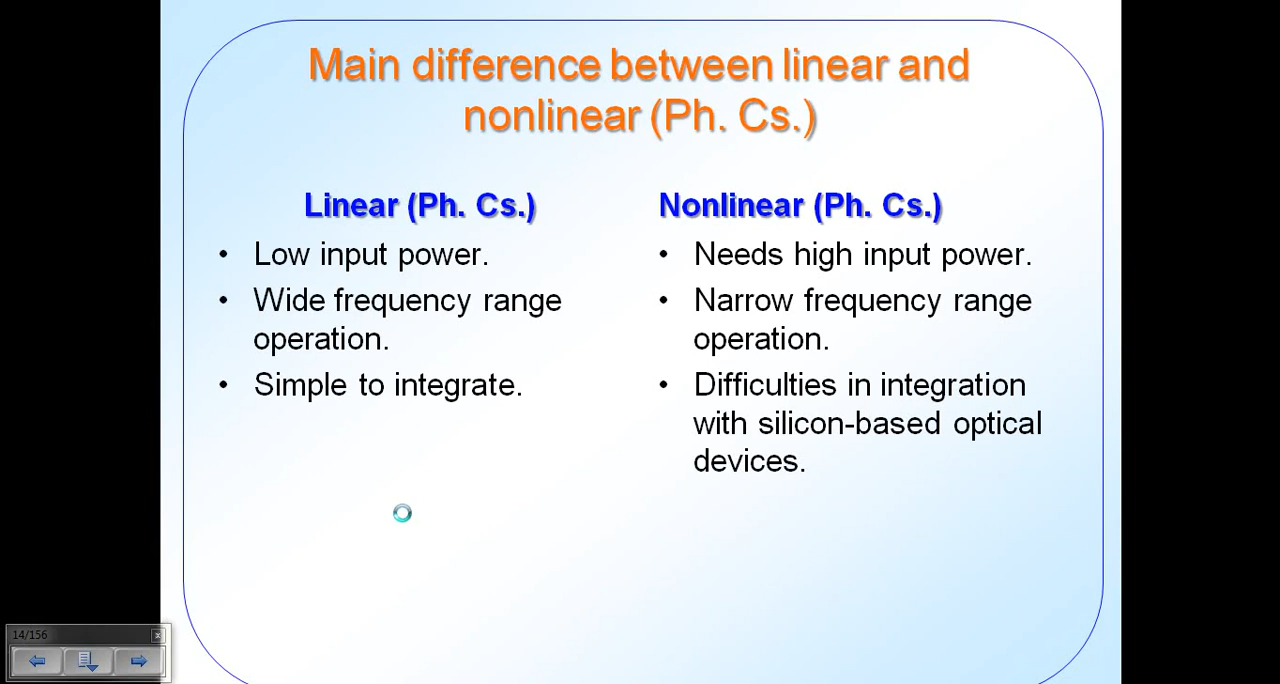 Main difference between linear and
nonlinear (Ph. Cs.)
Linear (Ph. Cs.)
• Low input power.
• Wide frequency range
operation.
• Simple to integrate.
Nonlinear (Ph. Cs.)
• Needs high input power.
• Narrow frequency range
operation.
• Difficulties in integration
with silicon-based optical
devices.
14/156